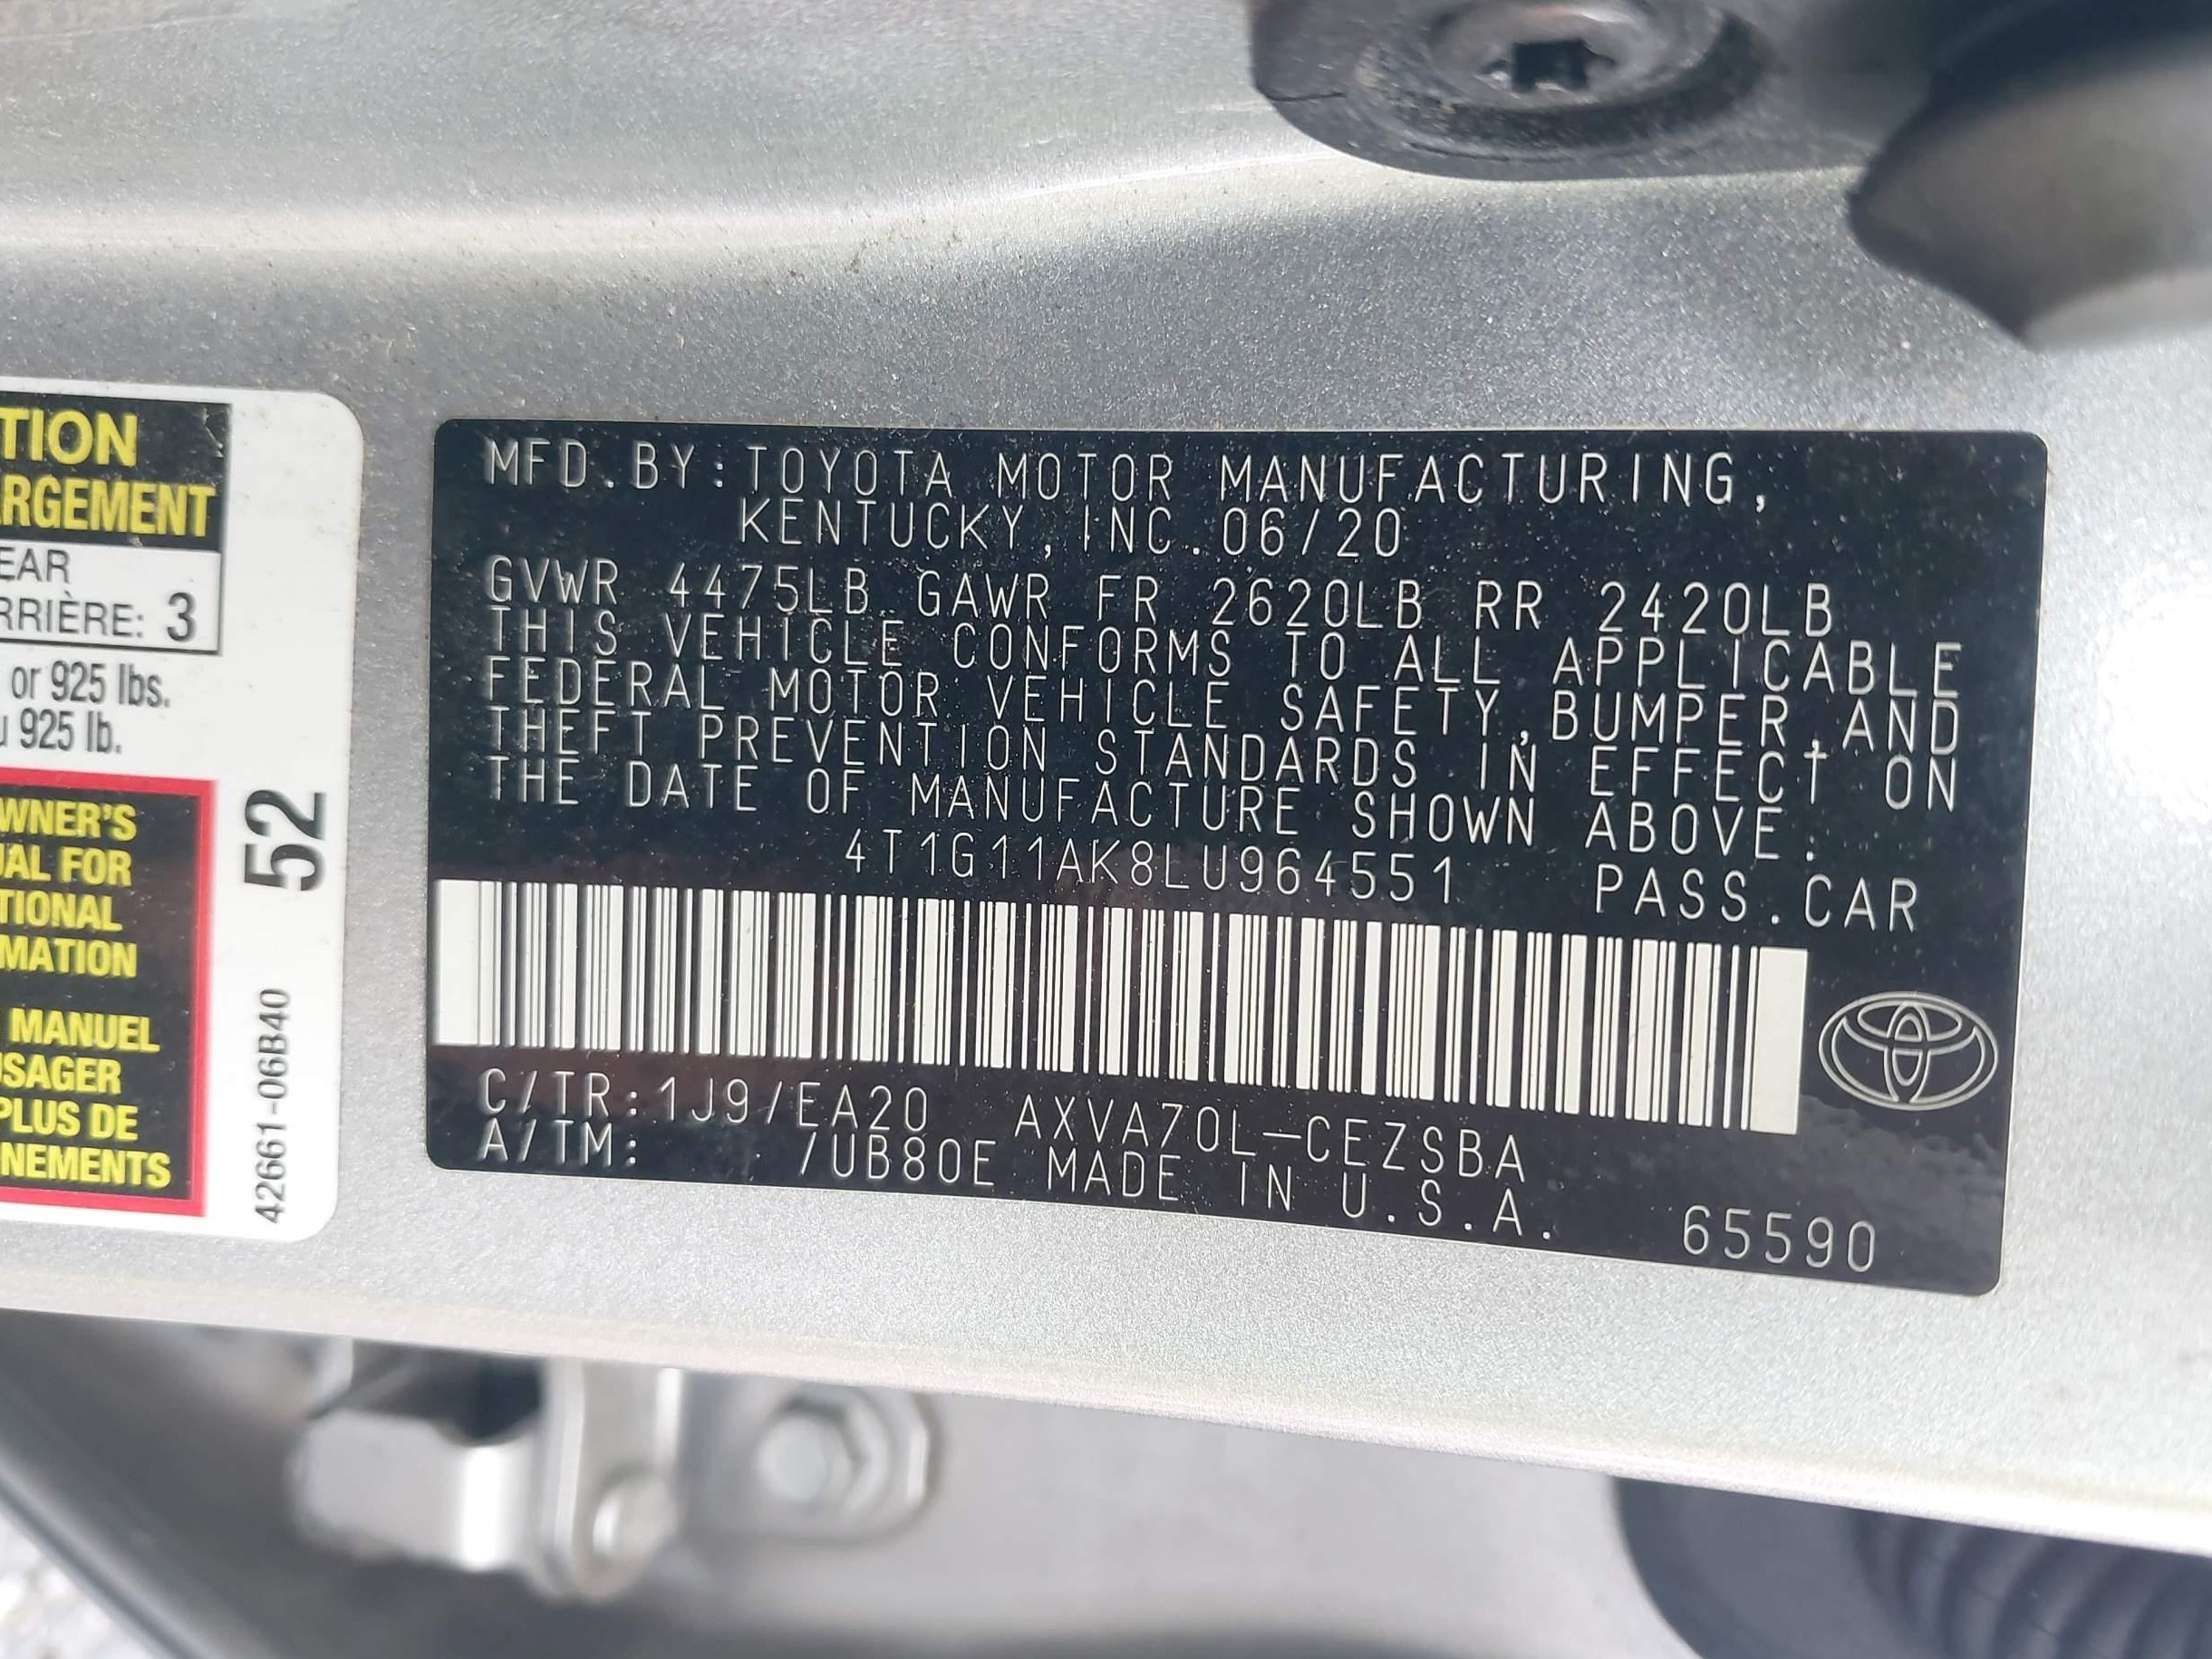 TION
ARGEMENT
EAR
RRIÈRE: 3
or 925 lbs.
u 925 lb.
WNER'S
UAL FOR
TIONAL
MATION
MANUEL
USAGER
PLUS DE
NEMENTS
52
42661-06B40
MFD.BY:TOYOTA MOTOR MANUFACTURING,
KENTUCKY,INC.06/20
GVWR 4475LB GAWR FR 2620LB RR 2420LB
THIS VEHICLE CONFORMS TO ALL APPLICABLE
FEDERAL MOTOR VEHICLE SAFETY,BUMPER,AND
THEFT PREVENTION STANDARDS IN EFFECT ON
THE DATE OF MANUFACTURE SHOWN ABOVE.
4T1G11AK8LU964551 PASS.CAR
C/TR:1J9/EA20 AXVA70L-CEZSBA
A/TM: /UB80E MADE IN U.S.A.
65590